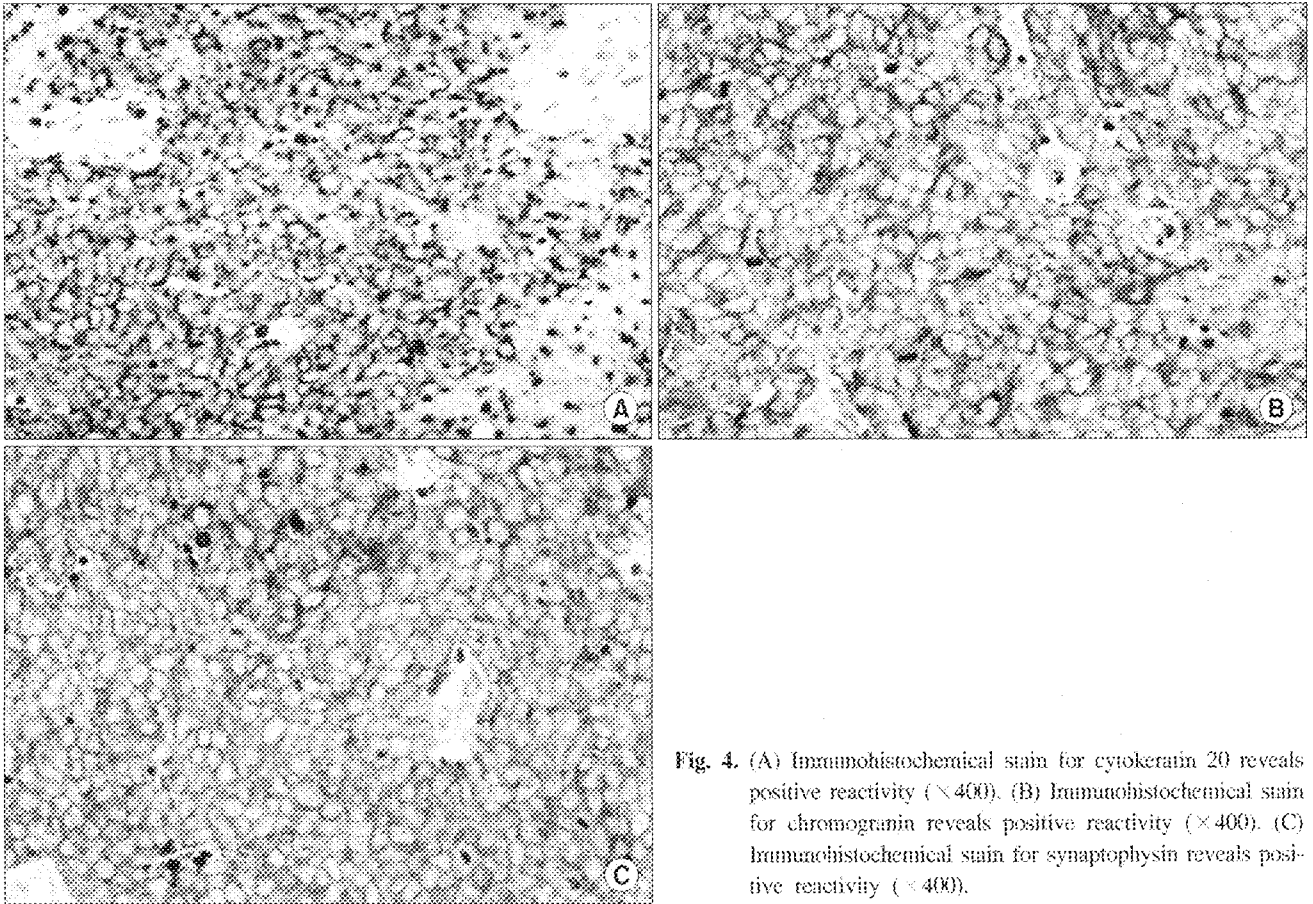 A
B
C
Fig. 4. (A) Immunohistochemical stain for cytokeratin 20 reveals
positive reactivity (×400). (B) Immunohistochemical stain
for chromogranin reveals positive reactivity (×400). (C)
Immunohistochemical stain for synaptophysin reveals posi-
tive reactivity (×400).